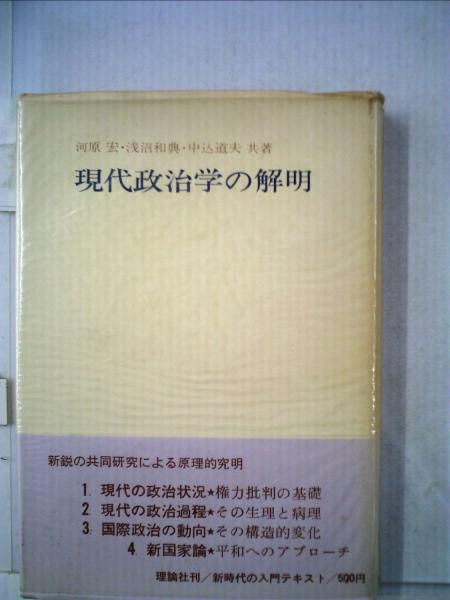 河原 宏・浅沼和典・中込道夫 共著
現代政治学の解明
新鋭の共同研究による原理的究明
1. 現代の政治状況★権力批判の基礎
2. 現代の政治過程★その生理と病理
3. 国際政治の動向★その構造的変化
4. 新国家論★平和へのアプローチ
理論社刊/新時代の入門テキスト/500円